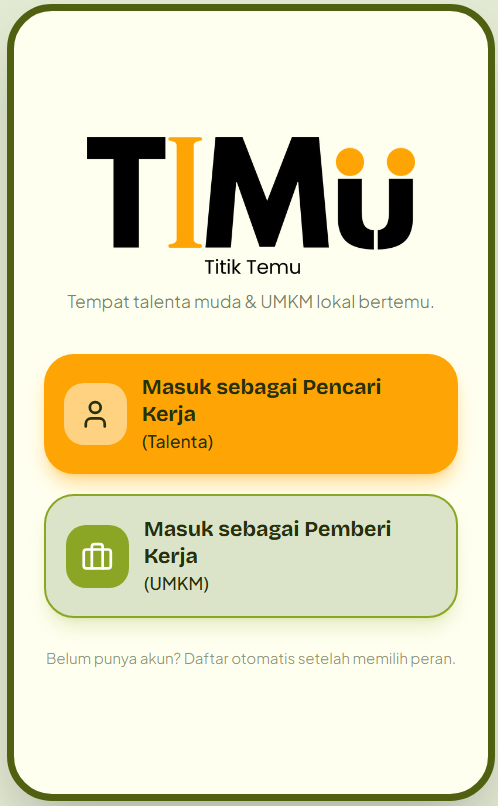 TIMü
Titik Temu
Tempat talenta muda & UMKM lokal bertemu.
Masuk sebagai Pencari
Kerja
(Talenta)
Masuk sebagai Pemberi
Kerja
(UMKM)
Belum punya akun? Daftar otomatis setelah memilih peran.